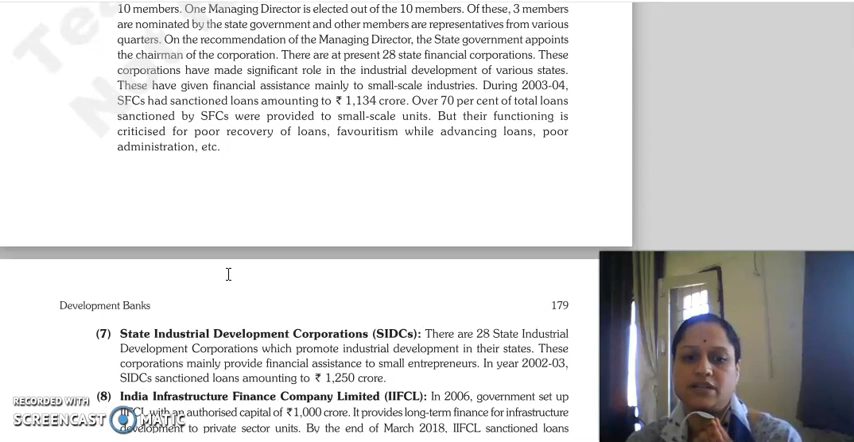 10 members. One Managing Director is elected out of the 10 members. Of these, 3 members
are nominated by the state government and other members are representatives from various
quarters. On the recommendation of the Managing Director, the State government appoints
the chairman of the corporation. There are at present 28 state financial corporations. These
corporations have made significant role in the industrial development of various states.
These have given financial assistance mainly to small-scale industries. During 2003-04,
SFCs had sanctioned loans amounting to ₹ 1,134 crore. Over 70 per cent of total loans
sanctioned by SFCs were provided to small-scale units. But their functioning is
criticised for poor recovery of loans, favouritism while advancing loans, poor
administration, etc.
Development Banks 179
(7) State Industrial Development Corporations (SIDCs): There are 28 State Industrial
Development Corporations which promote industrial development in their states. These
corporations mainly provide financial assistance to small entrepreneurs. In year 2002-03,
SIDCs sanctioned loans amounting to ₹ 1,250 crore.
(8) India Infrastructure Finance Company Limited (IIFCL): In 2006, government set up
IIFCL with an authorised capital of ₹1,000 crore. It provides long-term finance for infrastructure
development to private sector units. By the end of March 2018, IIFCL sanctioned loans
RECORDED WITH
SCREENCAST MATIC